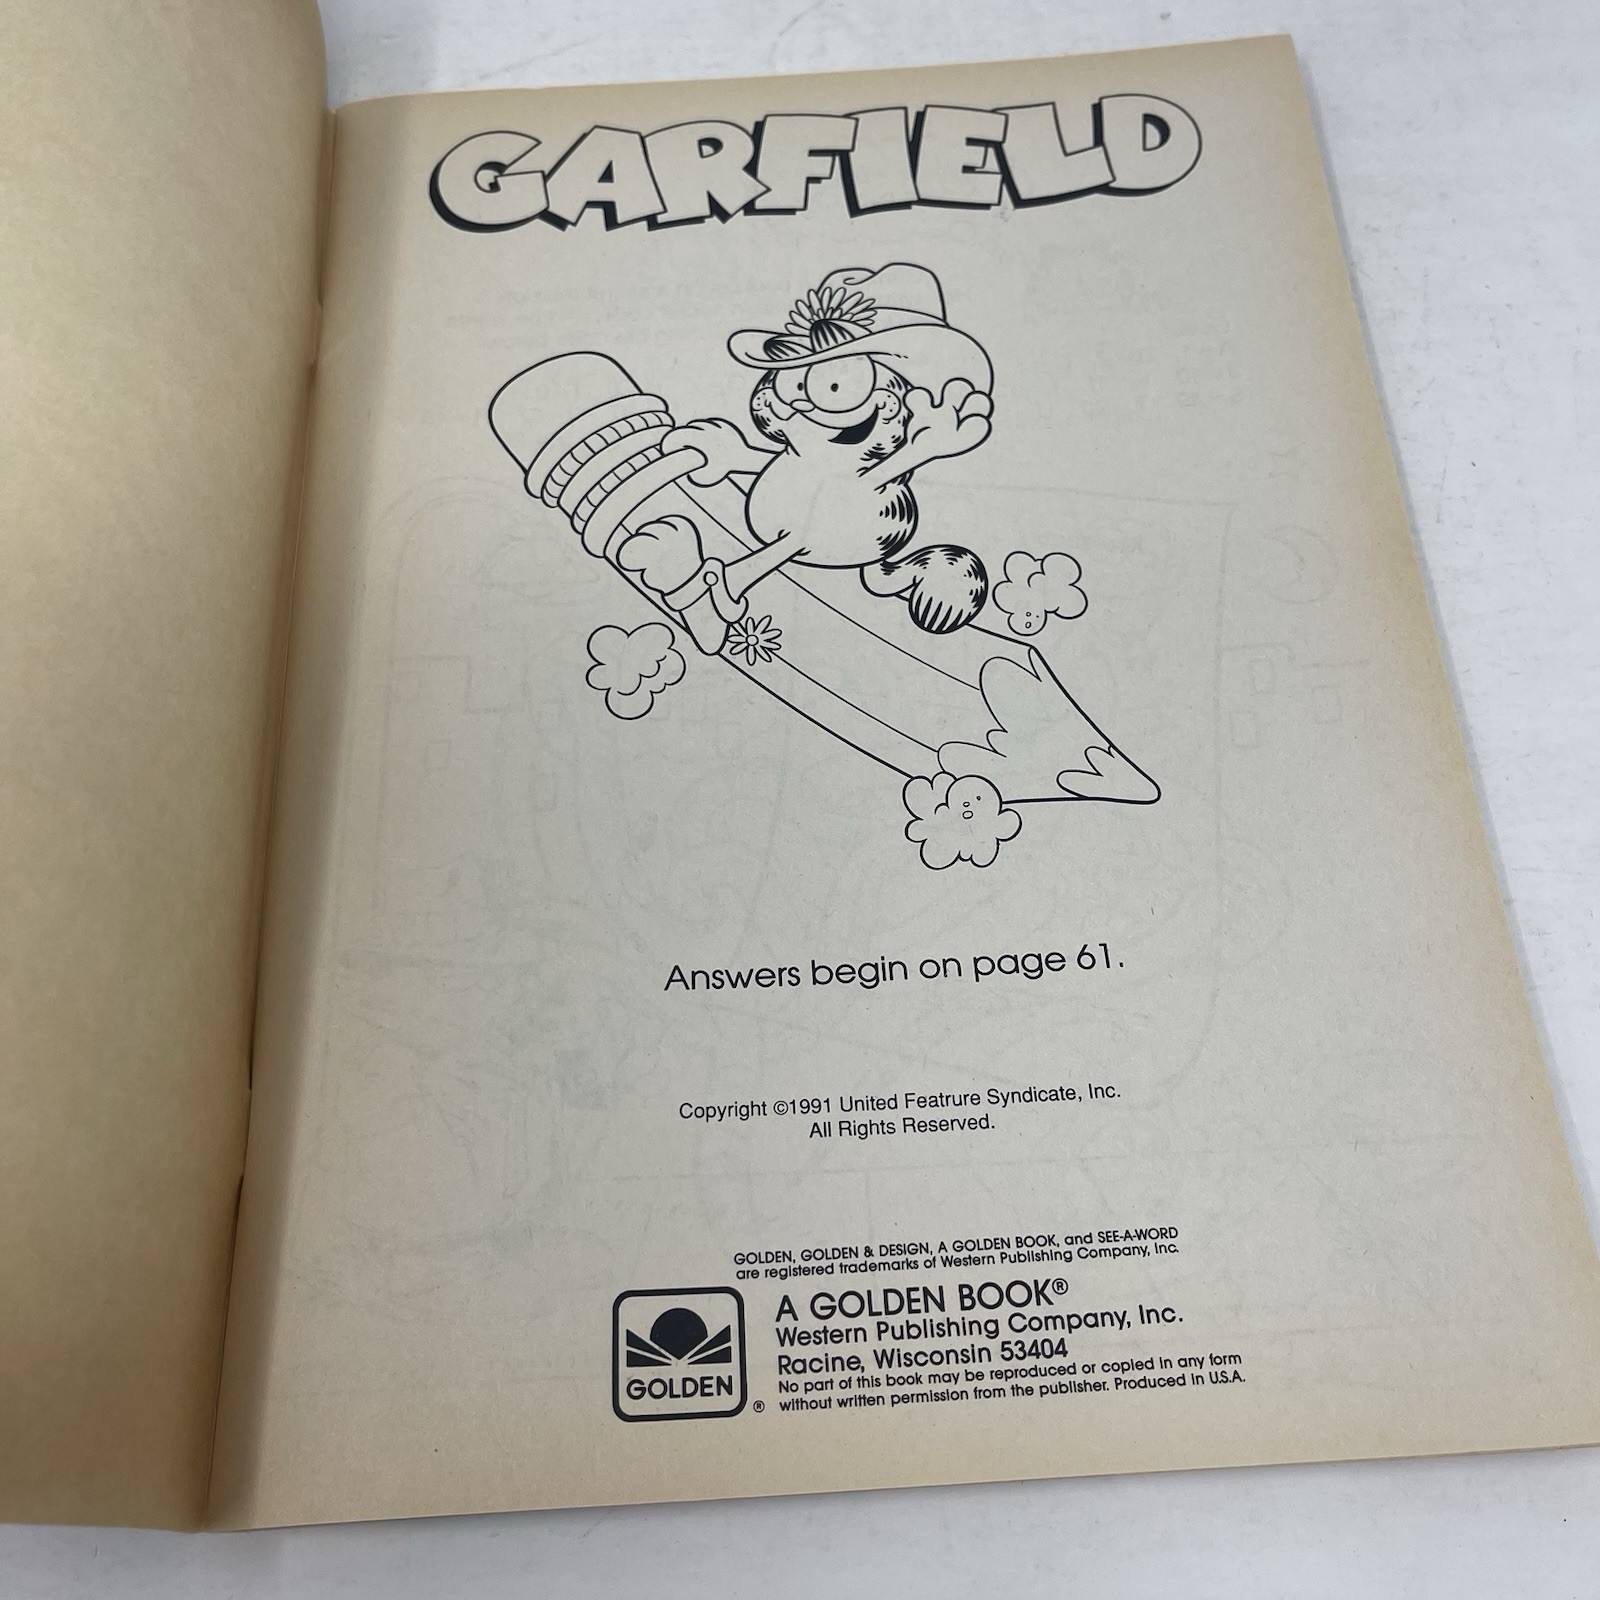 GARFIELD
Answers begin on page 61.
Copyright ©1991 United Featrure Syndicate, Inc.
All Rights Reserved.
GOLDEN, GOLDEN & DESIGN, A GOLDEN BOOK, and SEE-A-WORD
are registered trademarks of Western Publishing Company, Inc.
GOLDEN ®
A GOLDEN BOOK®
Western Publishing Company, Inc.
Racine, Wisconsin 53404
No part of this book may be reproduced or copied in any form
without written permission from the publisher. Produced in U.S.A.